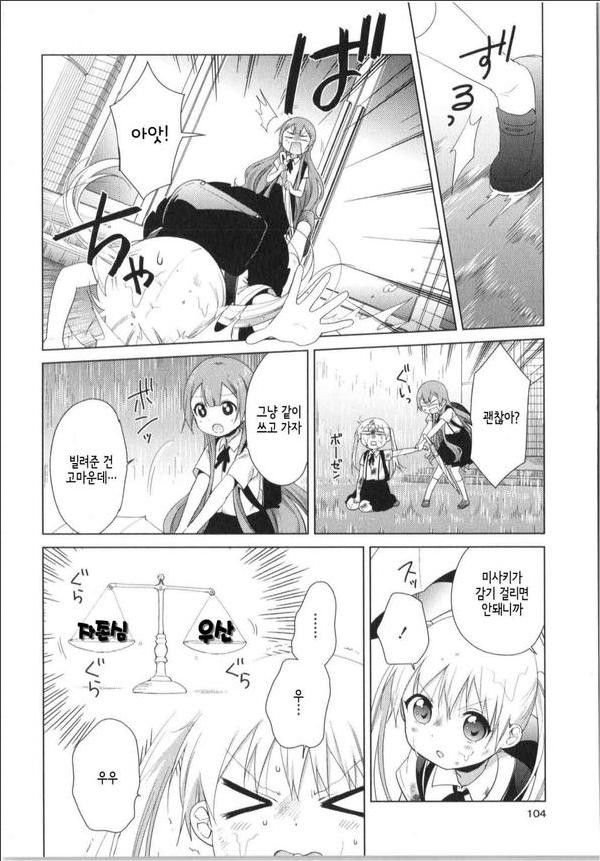 ずる
ばちゃ
아앗!
괜찮아?
ぐいっ
ボーゼン
그냥 같이
쓰고 가자
ポンッ
빌려준 건
고마운데…
미사키가
감기 걸리면
안돼니까
スッ
…!
자존심
우산
ぐら
ぐら
ぐら
ぐら
……
우…
……
우우
104